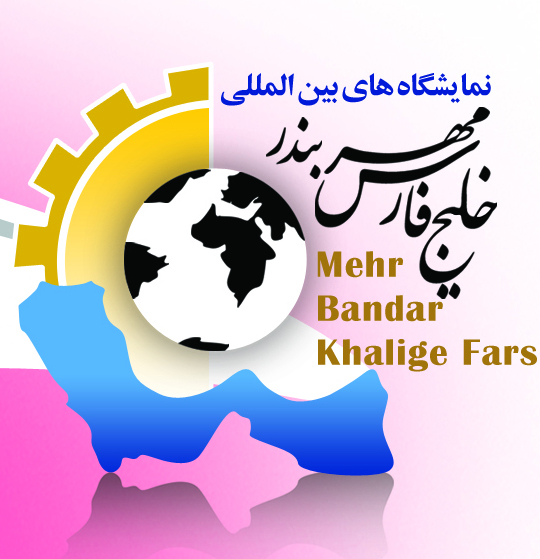 نمایشگاه های بین المللی
مهر بندر
خلیج فارس
Mehr
Bandar
Khalige Fars